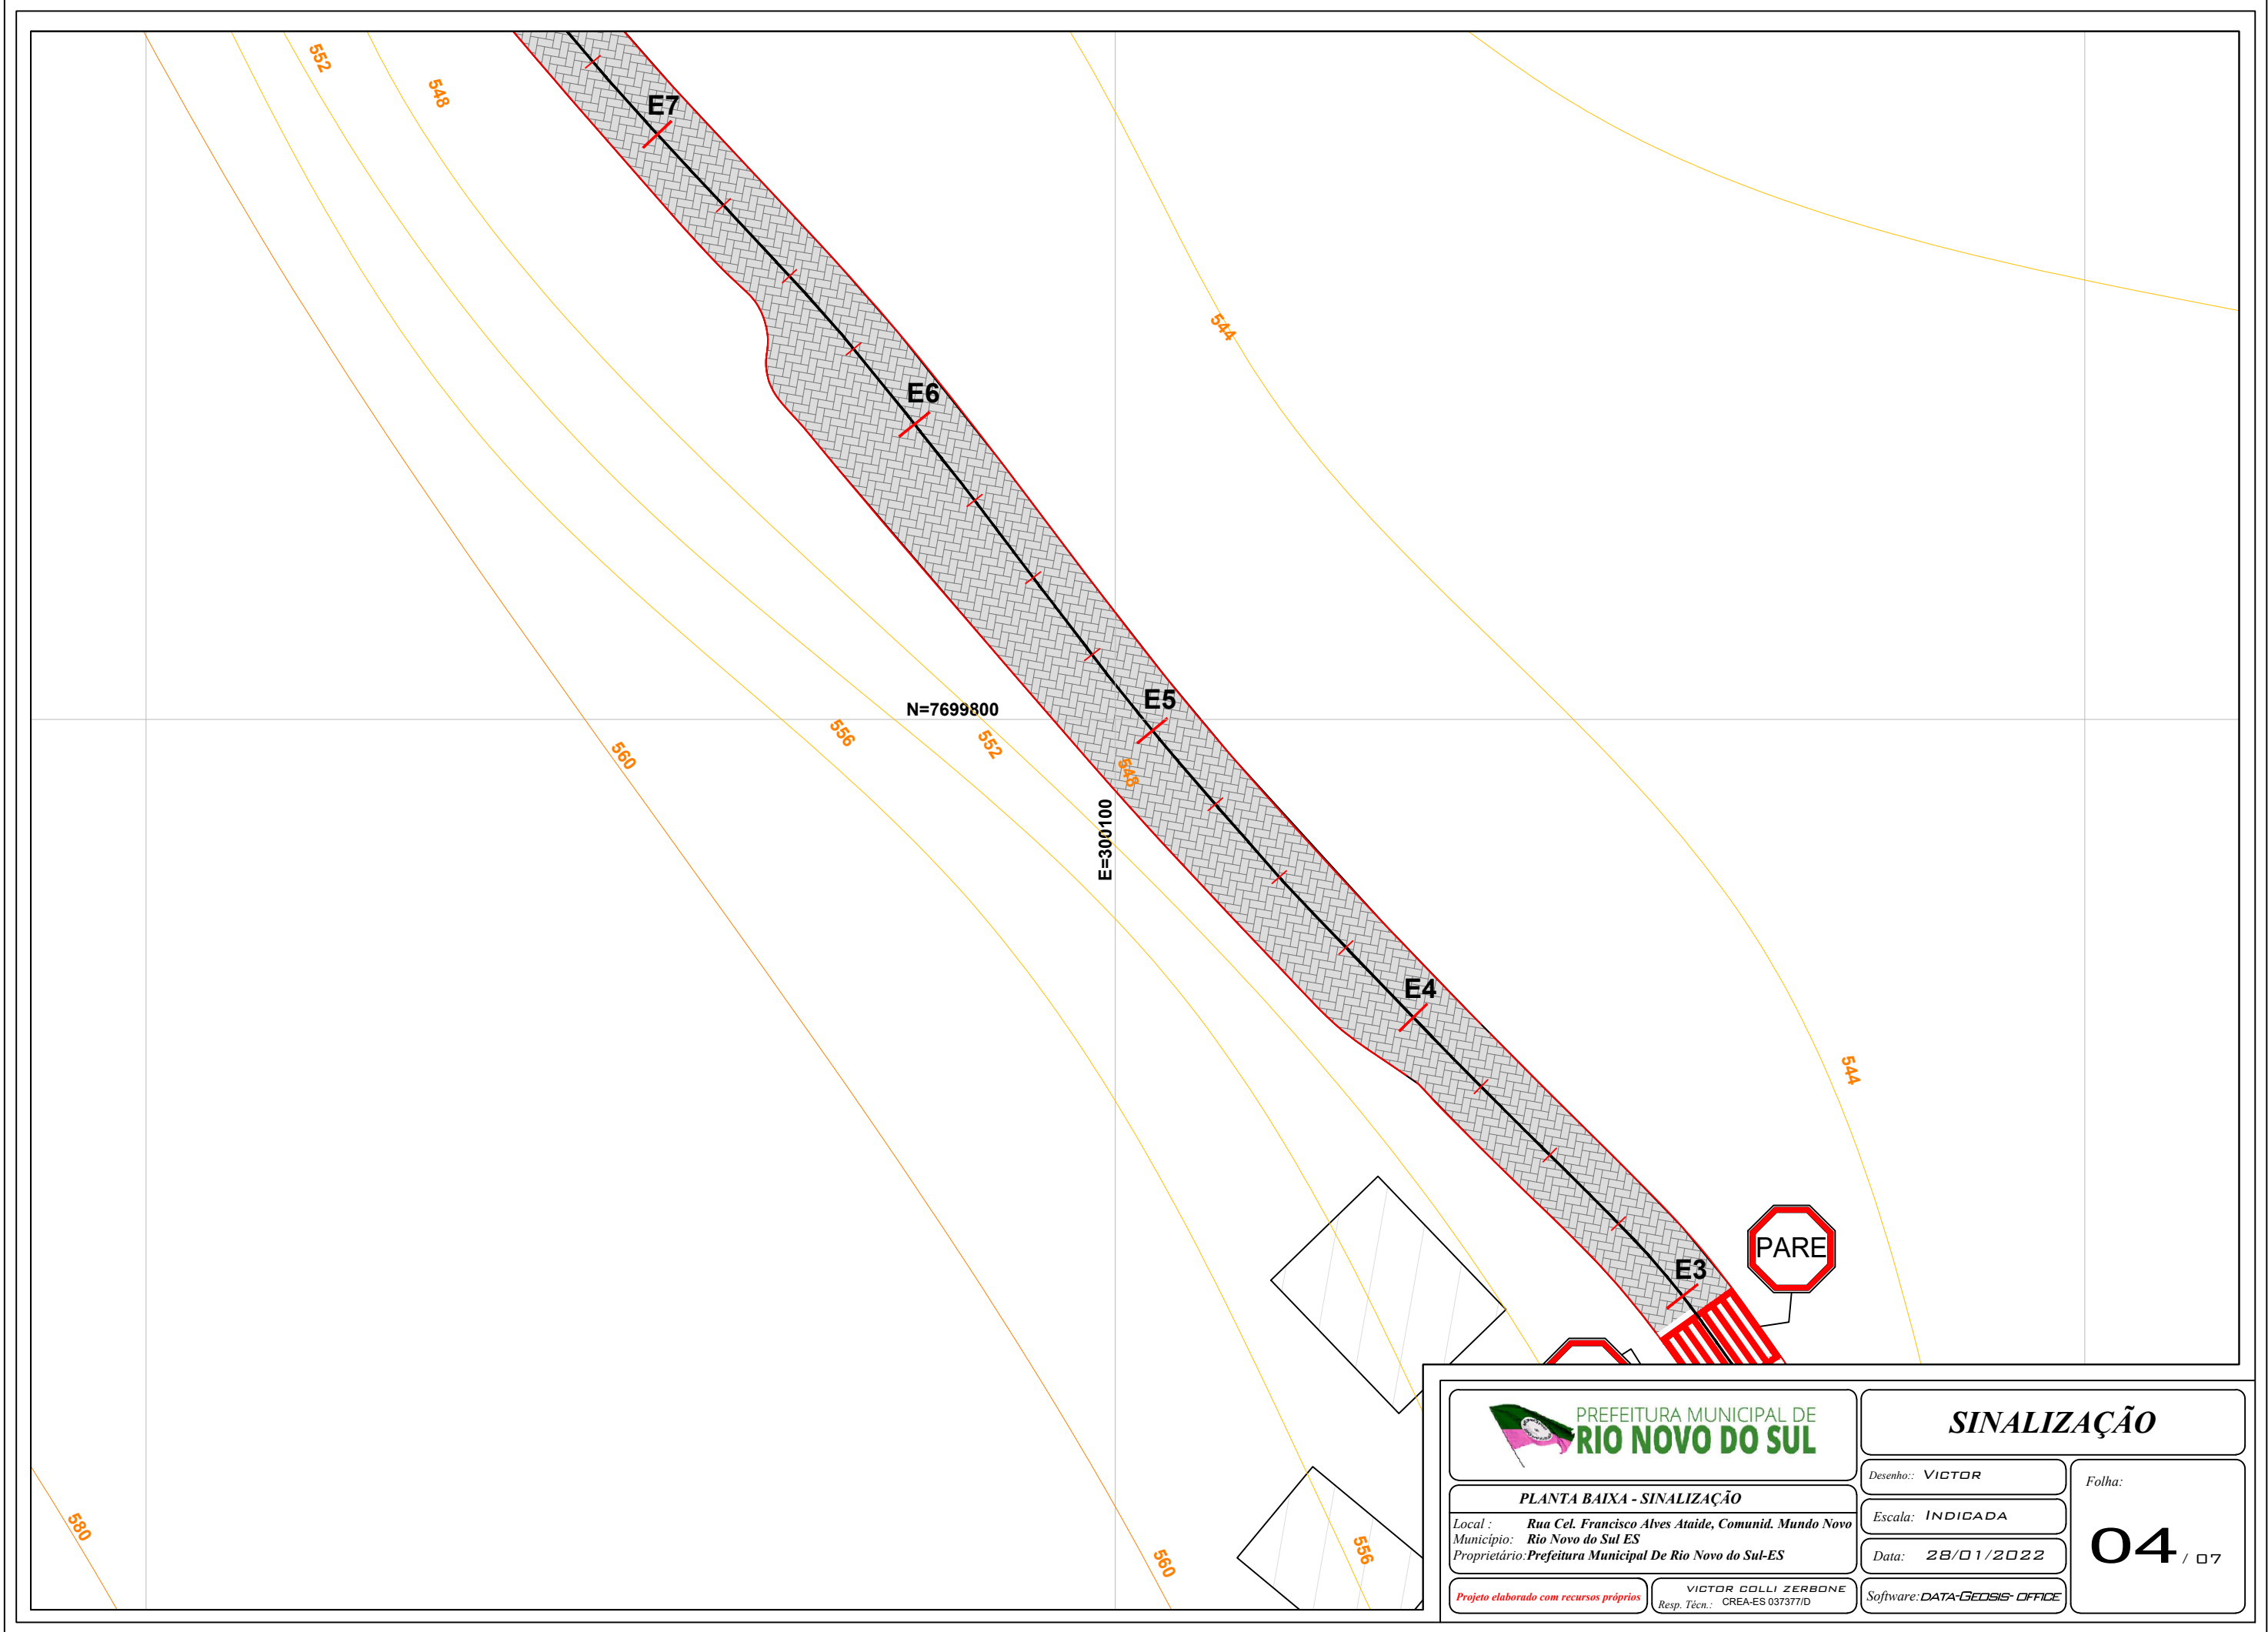 552
548
E7
544
E6
E5
N=7699800
556
552
560
548
E=300100
E4
544
PARE
E3
580
560
556
PREFEITURA MUNICIPAL DE
RIO NOVO DO SUL
PLANTA BAIXA - SINALIZAÇÃO
Local : Rua Cel. Francisco Alves Ataide, Comunid. Mundo Novo
Município: Rio Novo do Sul ES
Proprietário: Prefeitura Municipal De Rio Novo do Sul-ES
Projeto elaborado com recursos próprios
VICTOR COLLI ZERBONE
Resp. Técn.: CREA-ES 037377/D
SINALIZAÇÃO
Desenho:: VICTOR
Escala: INDICADA
Data: 28/01/2022
Software: DATA-GEOSIS- OFFICE
Folha:
04 / 07